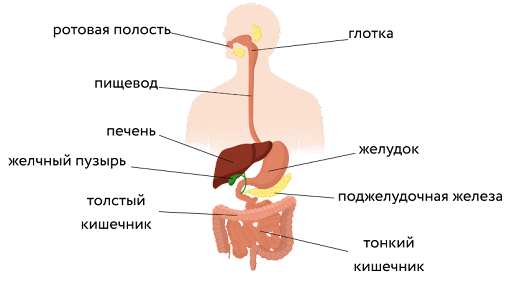 ротовая полость
глотка
пищевод
печень
желудок
желчный пузырь
поджелудочная железа
толстый
кишечник
тонкий
кишечник